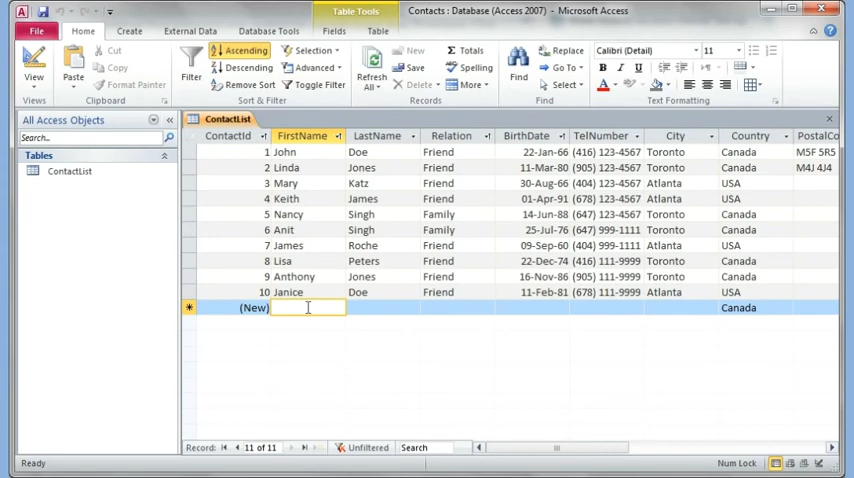 Table Tools
Contacts : Database (Access 2007) - Microsoft Access
File Home Create External Data Database Tools Fields Table
View
Views
Paste
Cut
Copy
Format Painter
Clipboard
Filter
Ascending
Descending
Remove Sort
Selection
Advanced
Toggle Filter
Sort & Filter
Refresh
All
New
Save
Delete
Totals
Spelling
More
Records
Find
Replace
Go To
Select
Find
Calibri (Detail) 11
B I U
A
Text Formatting
All Access Objects
Search...
Tables
ContactList
ContactList
ContactId FirstName LastName Relation BirthDate TelNumber City Country PostalCo
1 John Doe Friend 22-Jan-66 (416) 123-4567 Toronto Canada M5F 5R5
2 Linda Jones Friend 11-Mar-80 (905) 123-4567 Toronto Canada M4J 4J4
3 Mary Katz Friend 30-Aug-66 (404) 123-4567 Atlanta USA
4 Keith James Friend 01-Apr-91 (678) 123-4567 Atlanta USA
5 Nancy Singh Family 14-Jun-88 (647) 123-4567 Toronto Canada
6 Anit Singh Family 25-Jul-76 (647) 999-1111 Toronto Canada
7 James Roche Friend 09-Sep-60 (404) 999-1111 Atlanta USA
8 Lisa Peters Friend 22-Dec-74 (416) 111-9999 Toronto Canada
9 Anthony Jones Friend 16-Nov-86 (905) 111-9999 Toronto Canada
10 Janice Doe Friend 11-Feb-81 (678) 111-9999 Atlanta USA
(New) Canada
Record: 11 of 11 Unfiltered Search
Ready Num Lock